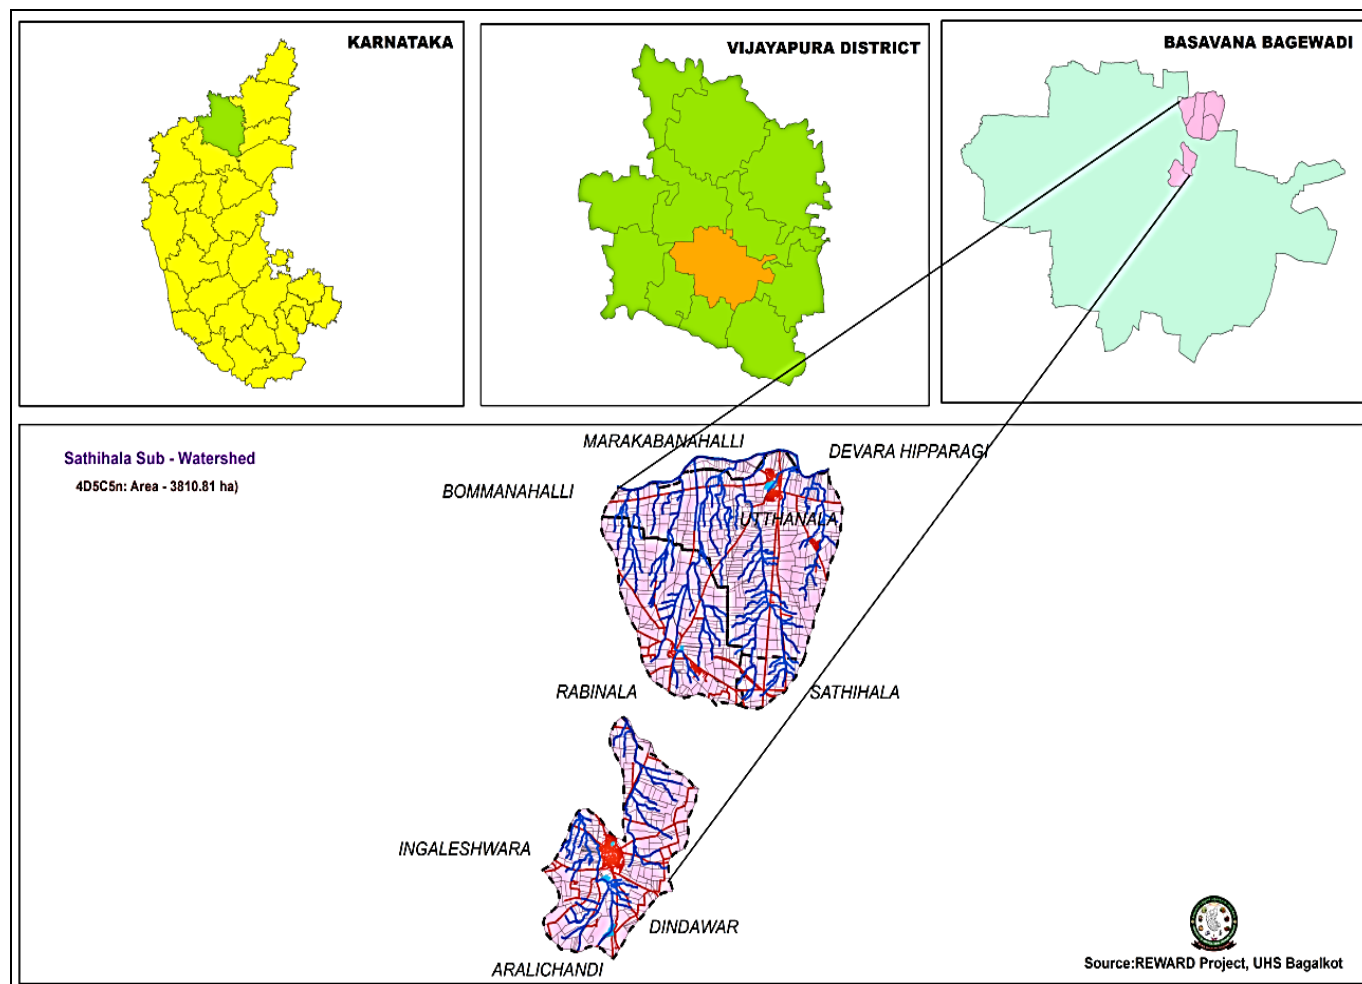 KARNATAKA
VIJAYAPURA DISTRICT
BASAVANA BAGEWADI
Sathihala Sub - Watershed
4D5C5n: Area - 3810.81 ha)
MARAKABANAHALLI
DEVARA HIPPARAGI
BOMMANAHALLI
UTTHANALA
RABINALA
SATHIHALA
INGALESHWARA
DINDAWAR
ARALICHANDI
Source:REWARD Project, UHS Bagalkot